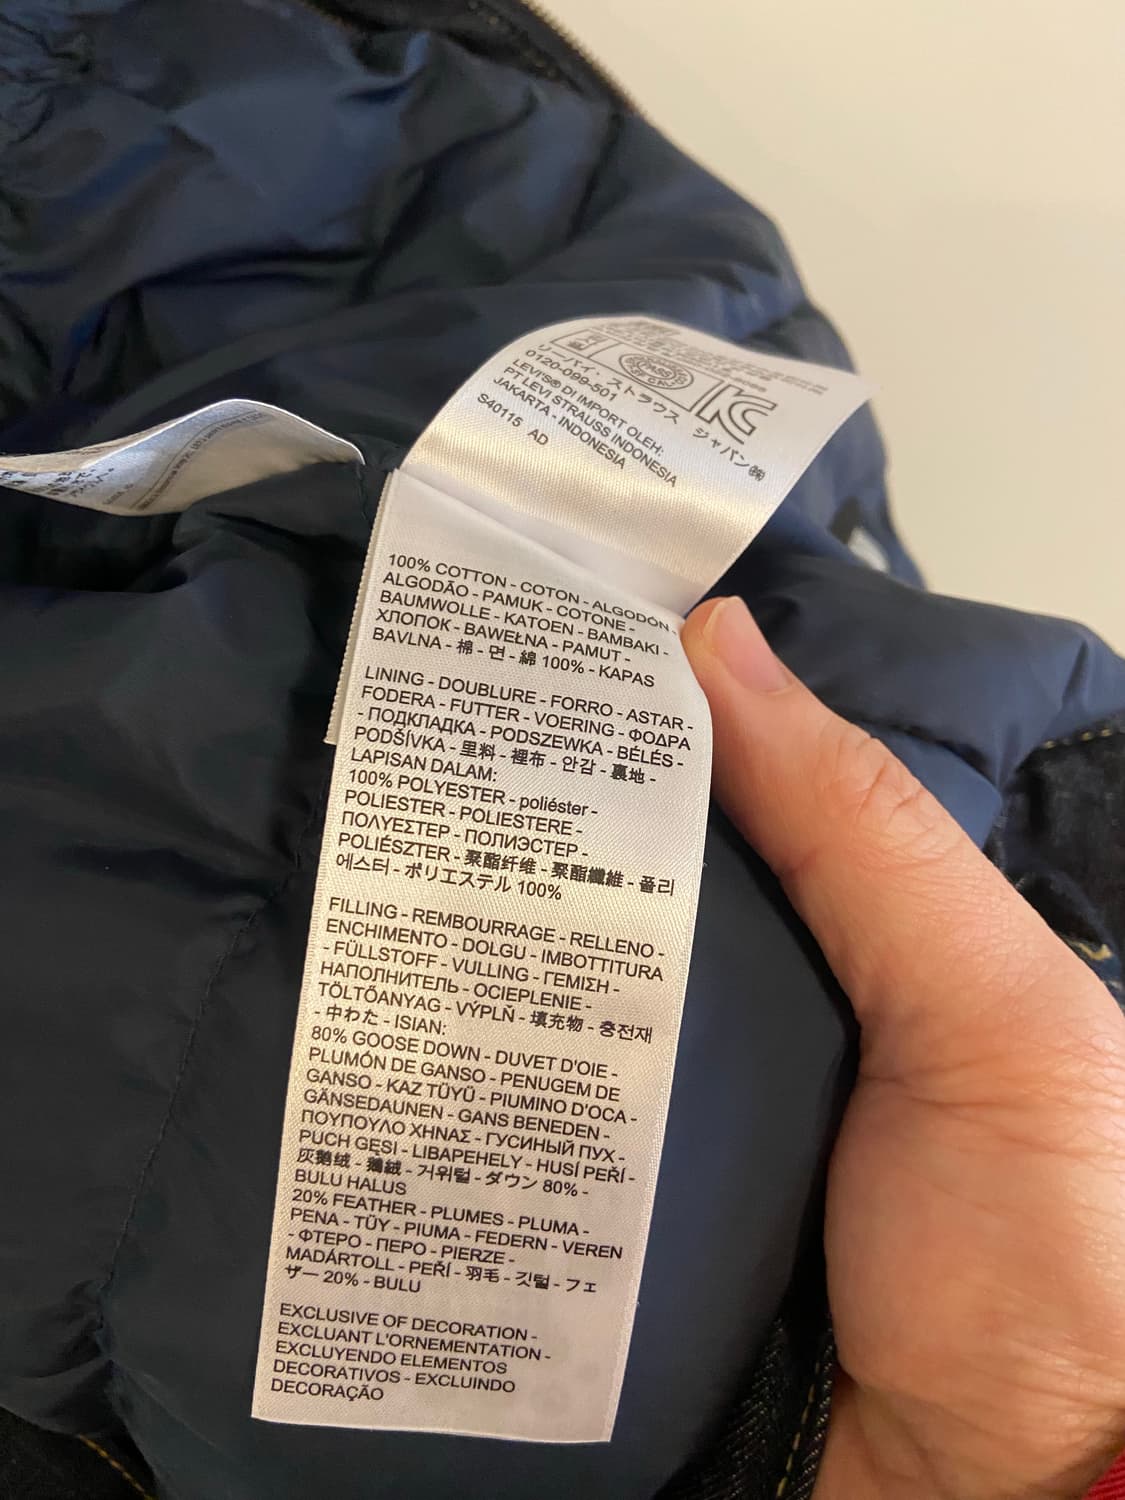 PASS
リーバイ・ストラウス ジャパン㈱
0120-099-501
LEVI'S® DI IMPORT OLEH:
PT LEVI STRAUSS INDONESIA
JAKARTA - INDONESIA
S40115 AD
100% COTTON - COTON - ALGODÓN -
ALGODÃO - PAMUK - COTONE -
BAUMWOLLE - KATOEN - BAMBAKI -
ХЛОПОК - BAWEŁNA - PAMUT -
BAVLNA - 棉 - 면 - 綿 100% - KAPAS
LINING - DOUBLURE - FORRO - ASTAR -
FODERA - FUTTER - VOERING - ΦΟΔΡΑ
- ПОДКЛАДКА - PODSZEWKA - BÉLÉS -
PODŠÍVKA - 里料 - 裡布 - 안감 - 裏地 -
LAPISAN DALAM:
100% POLYESTER - poliéster -
POLIESTER - POLIESTERE -
ΠΟΛΥΕΣΤΕΡ - ПОЛИЭСТЕР -
POLIÉSZTER - 聚酯纤维 - 聚酯纖維 - 폴리
에스터 - ポリエステル 100%
FILLING - REMBOURRAGE - RELLENO -
ENCHIMENTO - DOLGU - IMBOTTITURA
- FÜLLSTOFF - VULLING - ΓΕΜΙΣΗ -
НАПОЛНИТЕЛЬ - OCIEPLENIE -
TÖLTŐANYAG - VÝPLŇ - 填充物 - 충전재
- 中わた - ISIAN:
80% GOOSE DOWN - DUVET D'OIE -
PLUMÓN DE GANSO - PENUGEM DE
GANSO - KAZ TÜYÜ - PIUMINO D'OCA -
GÄNSEDAUNEN - GANS BENEDEN -
ΠΟΥΠΟΥΛΟ ΧΗΝΑΣ - ГУСИНЫЙ ПУХ -
PUCH GĘSI - LIBAPEHELY - HUSÍ PEŘÍ -
灰鹅绒 - 鵝絨 - 거위털 - ダウン 80% -
BULU HALUS
20% FEATHER - PLUMES - PLUMA -
PENA - TÜY - PIUMA - FEDERN - VEREN
- ΦΤΕΡΟ - ПЕРО - PIERZE -
MADÁRTOLL - PEŘÍ - 羽毛 - 깃털 - フェ
ザー 20% - BULU
EXCLUSIVE OF DECORATION -
EXCLUANT L'ORNEMENTATION -
EXCLUYENDO ELEMENTOS
DECORATIVOS - EXCLUINDO
DECORAÇÃO